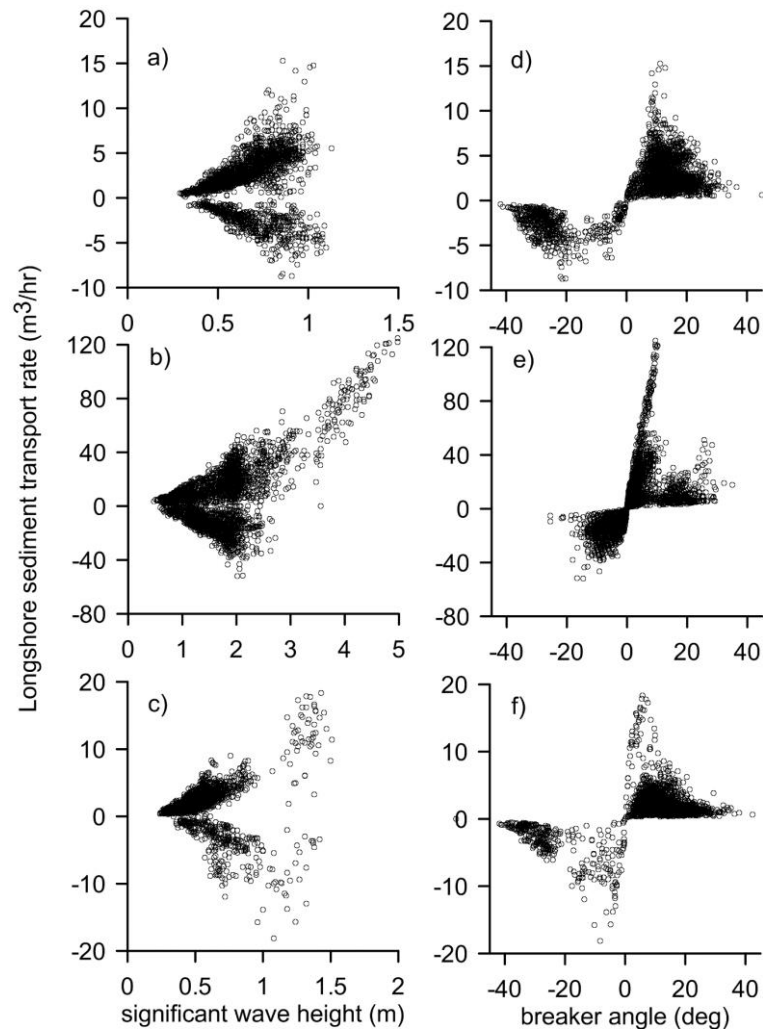 Longshore sediment transport rate (m³/hr)
a)
20
15
10
5
0
-5
-10
0 0.5 1 1.5
d)
20
15
10
5
0
-5
-10
-40 -20 0 20 40
b)
120
80
40
0
-40
-80
0 1 2 3 4 5
e)
120
80
40
0
-40
-80
-40 -20 0 20 40
c)
20
10
0
-10
-20
0 0.5 1 1.5 2
significant wave height (m)
f)
20
10
0
-10
-20
-40 -20 0 20 40
breaker angle (deg)